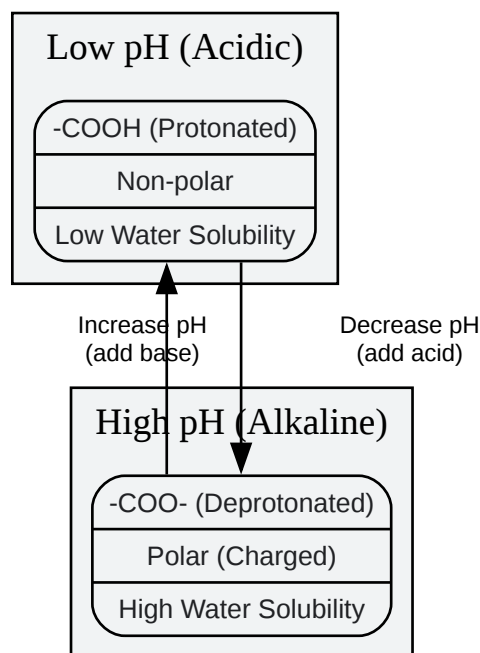 Low pH (Acidic)
-COOH (Protonated)
Non-polar
Low Water Solubility
Increase pH
(add base)
Decrease pH
(add acid)
High pH (Alkaline)
-COO- (Deprotonated)
Polar (Charged)
High Water Solubility